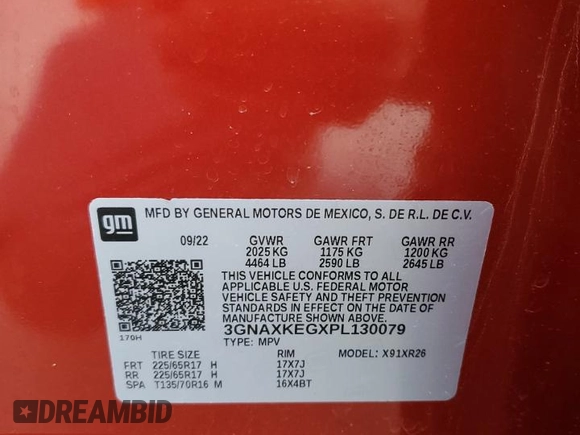 gm
MFD BY GENERAL MOTORS DE MEXICO, S. DE R.L. DE C.V.
09/22 GVWR GAWR FRT GAWR RR
2025 KG 1175 KG 1200 KG
4464 LB 2590 LB 2645 LB
THIS VEHICLE CONFORMS TO ALL
APPLICABLE U.S. FEDERAL MOTOR
VEHICLE SAFETY AND THEFT PREVENTION
STANDARDS IN EFFECT ON THE DATE OF
MANUFACTURE SHOWN ABOVE.
3GNAXKEGXPL130079
170H
TYPE: MPV
TIRE SIZE SPEED RTG RIM MODEL: X91XR26
FRT 225/65R17 H 17X7J
RR 225/65R17 H 17X7J
SPA T135/70R16 M 16X4BT
DREAMBID